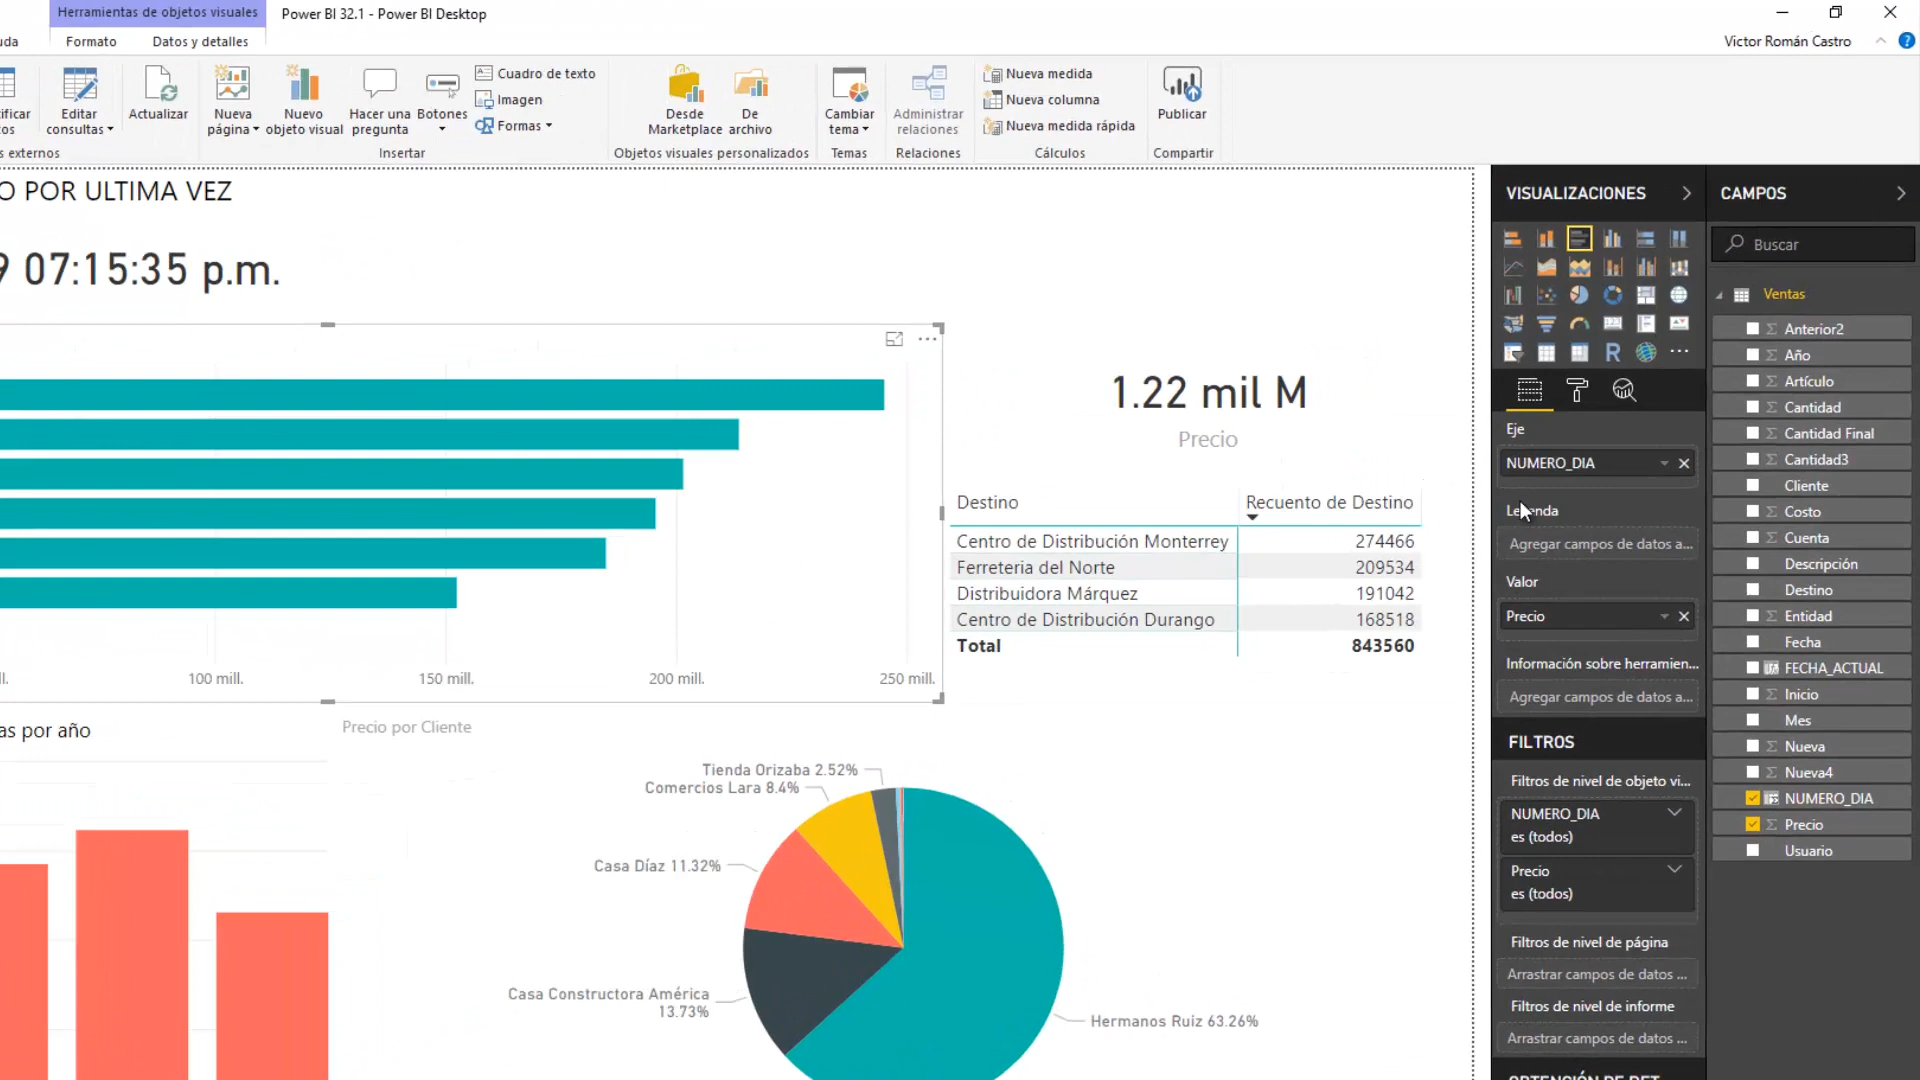 Herramientas de objetos visuales
Power BI 32.1 - Power BI Desktop
uda
Formato
Datos y detalles
Victor Román Castro
ificar
os
Editar
consultas
Actualizar
Nueva
página
Nuevo
objeto visual
Hacer una
pregunta
Botones
Cuadro de texto
Imagen
Formas
Desde
Marketplace
De
archivo
Cambiar
tema
Administrar
relaciones
Nueva medida
Nueva columna
Nueva medida rápida
Publicar
s externos
Insertar
Objetos visuales personalizados
Temas
Relaciones
Cálculos
Compartir
O POR ULTIMA VEZ
9 07:15:35 p.m.
100 mill.
150 mill.
200 mill.
250 mill.
1.22 mil M
Precio
Destino
Recuento de Destino
Centro de Distribución Monterrey
274466
Ferreteria del Norte
209534
Distribuidora Márquez
191042
Centro de Distribución Durango
168518
Total
843560
as por año
Precio por Cliente
Tienda Orizaba 2.52%
Comercios Lara 8.4%
Casa Díaz 11.32%
Casa Constructora América
13.73%
Hermanos Ruiz 63.26%
VISUALIZACIONES
R
Eje
NUMERO_DIA
Leyenda
Agregar campos de datos a...
Valor
Precio
Información sobre herramien...
Agregar campos de datos a...
FILTROS
Filtros de nivel de objeto vi...
NUMERO_DIA
es (todos)
Precio
es (todos)
Filtros de nivel de página
Arrastrar campos de datos ...
Filtros de nivel de informe
Arrastrar campos de datos ...
CAMPOS
Buscar
Ventas
Anterior2
Año
Artículo
Cantidad
Cantidad Final
Cantidad3
Cliente
Costo
Cuenta
Descripción
Destino
Entidad
Fecha
FECHA_ACTUAL
Inicio
Mes
Nueva
Nueva4
NUMERO_DIA
Precio
Usuario